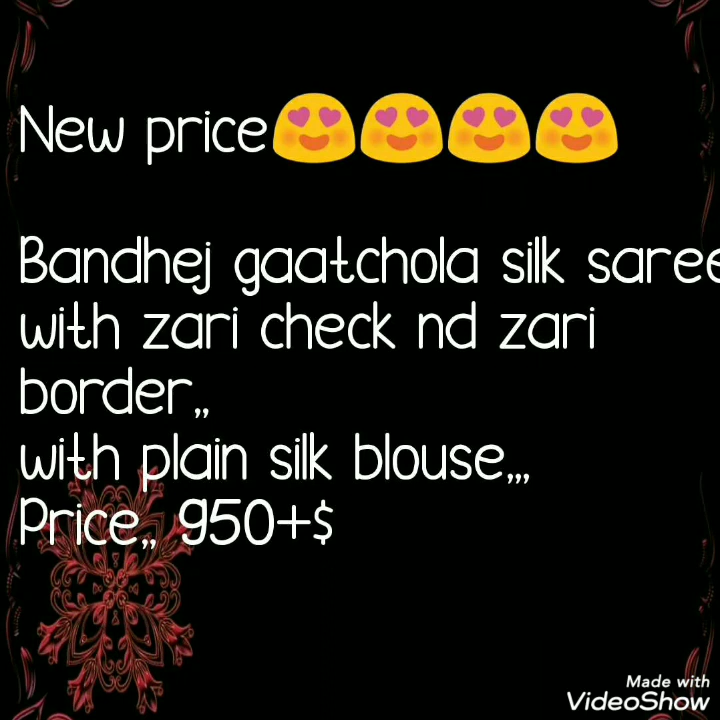 New price😍😍😍😍
Bandhej gaatchola silk saree
with zari check nd zari
border,,
with plain silk blouse,,,
Price,, 950+$
Made with
VideoShow